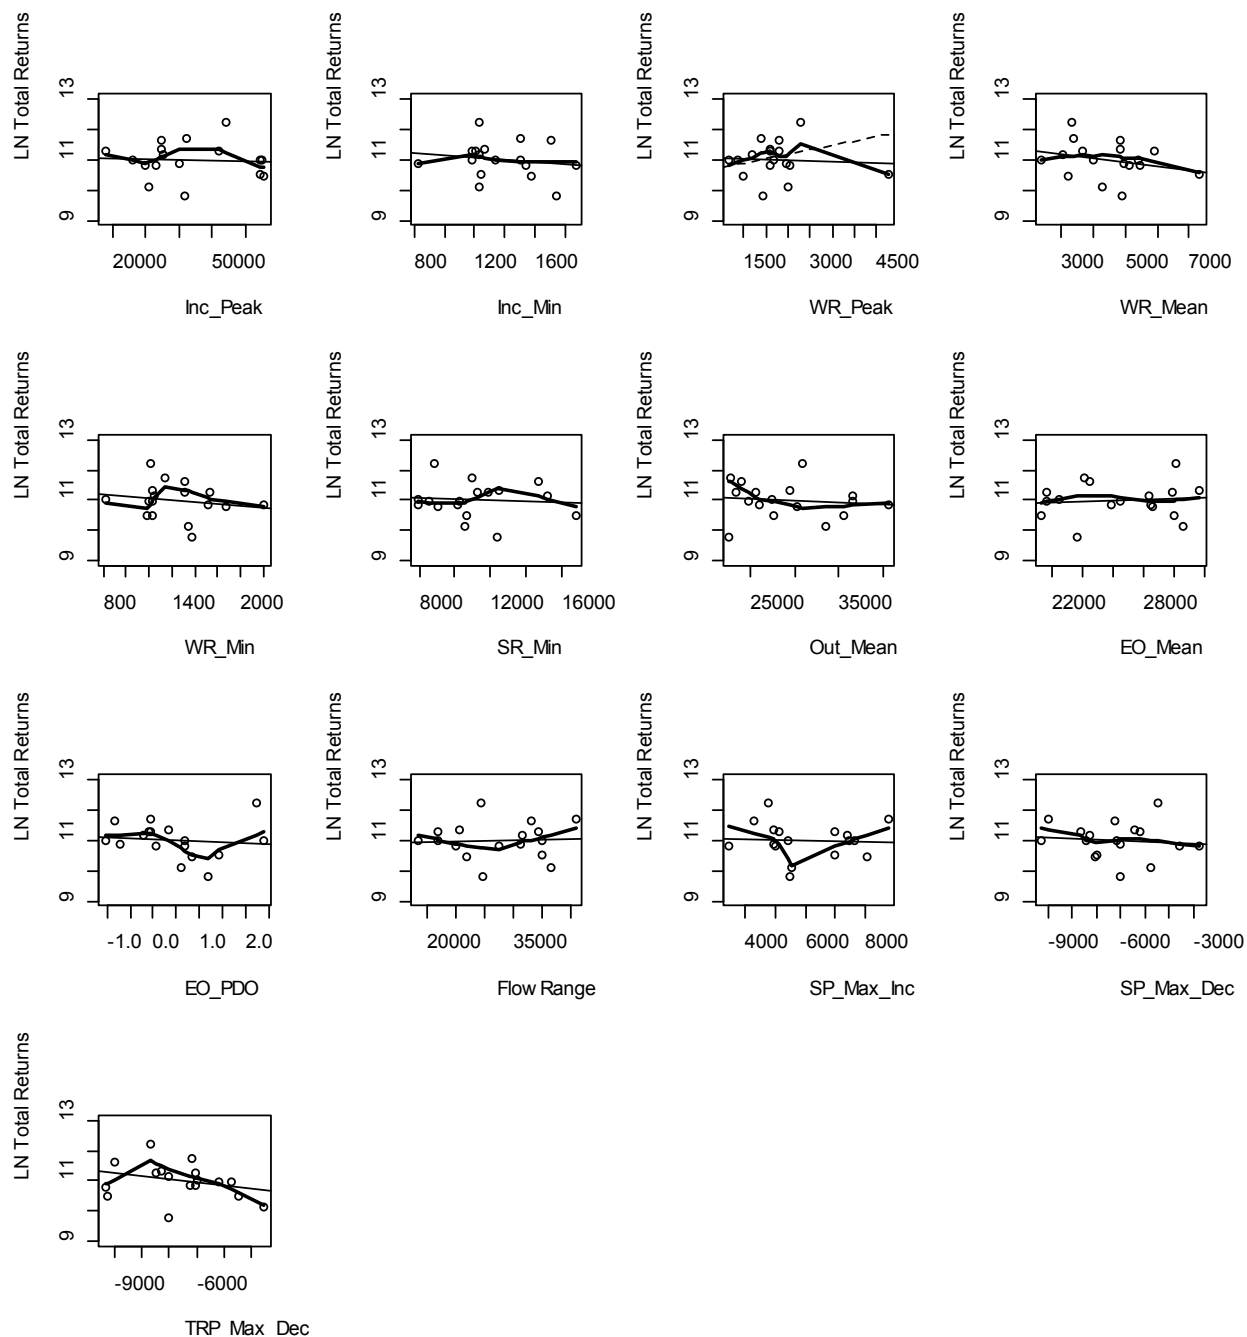 LN Total Returns LN Total Returns LN Total Returns LN Total Returns
13 13 13 13
11 11 11 11
9 9 9 9
20000 50000 800 1200 1600 1500 3000 4500 3000 5000 7000
Inc_Peak Inc_Min WR_Peak WR_Mean
LN Total Returns LN Total Returns LN Total Returns LN Total Returns
13 13 13 13
11 11 11 11
9 9 9 9
800 1400 2000 8000 12000 16000 25000 35000 22000 28000
WR_Min SR_Min Out_Mean EO_Mean
LN Total Returns LN Total Returns LN Total Returns LN Total Returns
13 13 13 13
11 11 11 11
9 9 9 9
-1.0 0.0 1.0 2.0 20000 35000 4000 6000 8000 -9000 -6000 -3000
EO_PDO Flow Range SP_Max_Inc SP_Max_Dec
LN Total Returns
13
11
9
-9000 -6000
TRP_Max_Dec